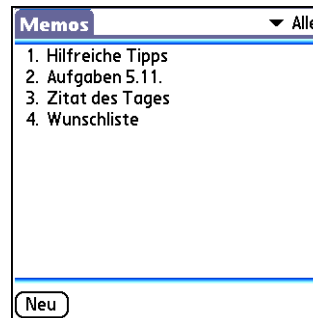 Memos Alle
1. Hilfreiche Tipps
2. Aufgaben 5.11.
3. Zitat des Tages
4. Wunschliste
Neu